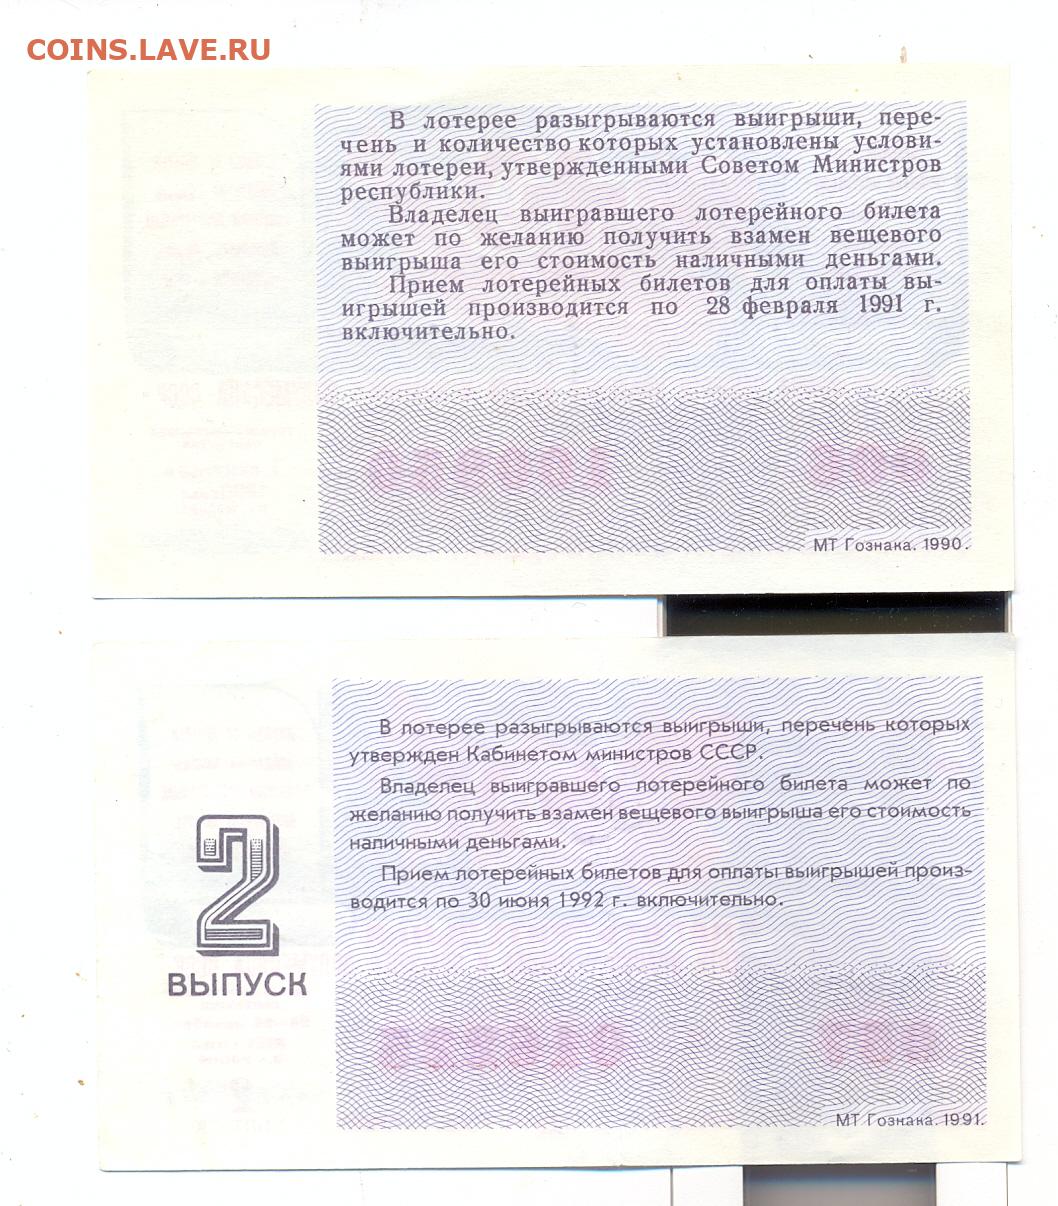 COINS.LAVE.RU
В лотерее разыгрываются выигрыши, пере-
чень и количество которых установлены услови-
ями лотереи, утвержденными Советом Министров
республики.
Владелец выигравшего лотерейного билета
может по желанию получить взамен вещевого
выигрыша его стоимость наличными деньгами.
Прием лотерейных билетов для оплаты вы-
игрышей производится по 28 февраля 1991 г.
включительно.
МТ Гознака. 1990.
В лотерее разыгрываются выигрыши, перечень которых
утвержден Кабинетом министров СССР.
Владелец выигравшего лотерейного билета может по
желанию получить взамен вещевого выигрыша его стоимость
наличными деньгами.
Прием лотерейных билетов для оплаты выигрышей произ-
водится по 30 июня 1992 г. включительно.
2
ВЫПУСК
МТ Гознака. 1991.